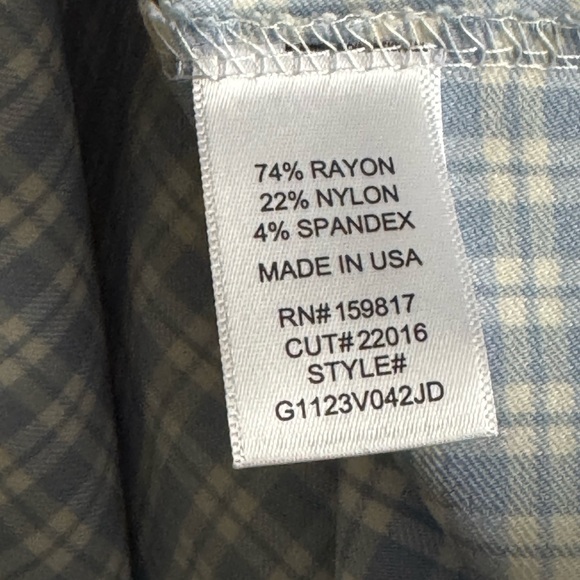 74% RAYON
22% NYLON
4% SPANDEX
MADE IN USA
RN#159817
CUT#22016
STYLE#
G1123V042JD